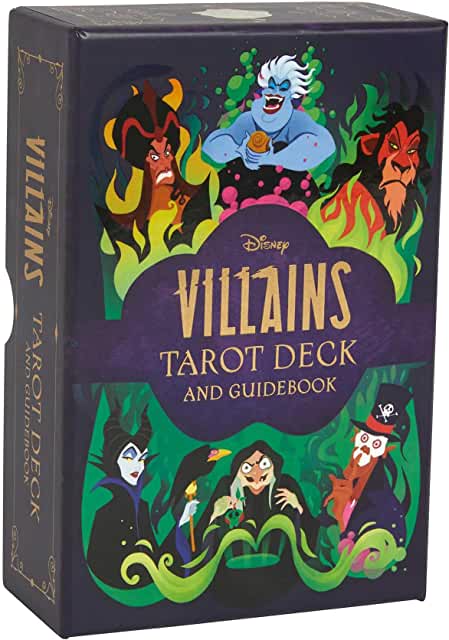 Disney
VILLAINS
TAROT DECK
AND GUIDEBOOK
Disney
VILLAINS
TAROT DECK
AND GUIDEBOOK